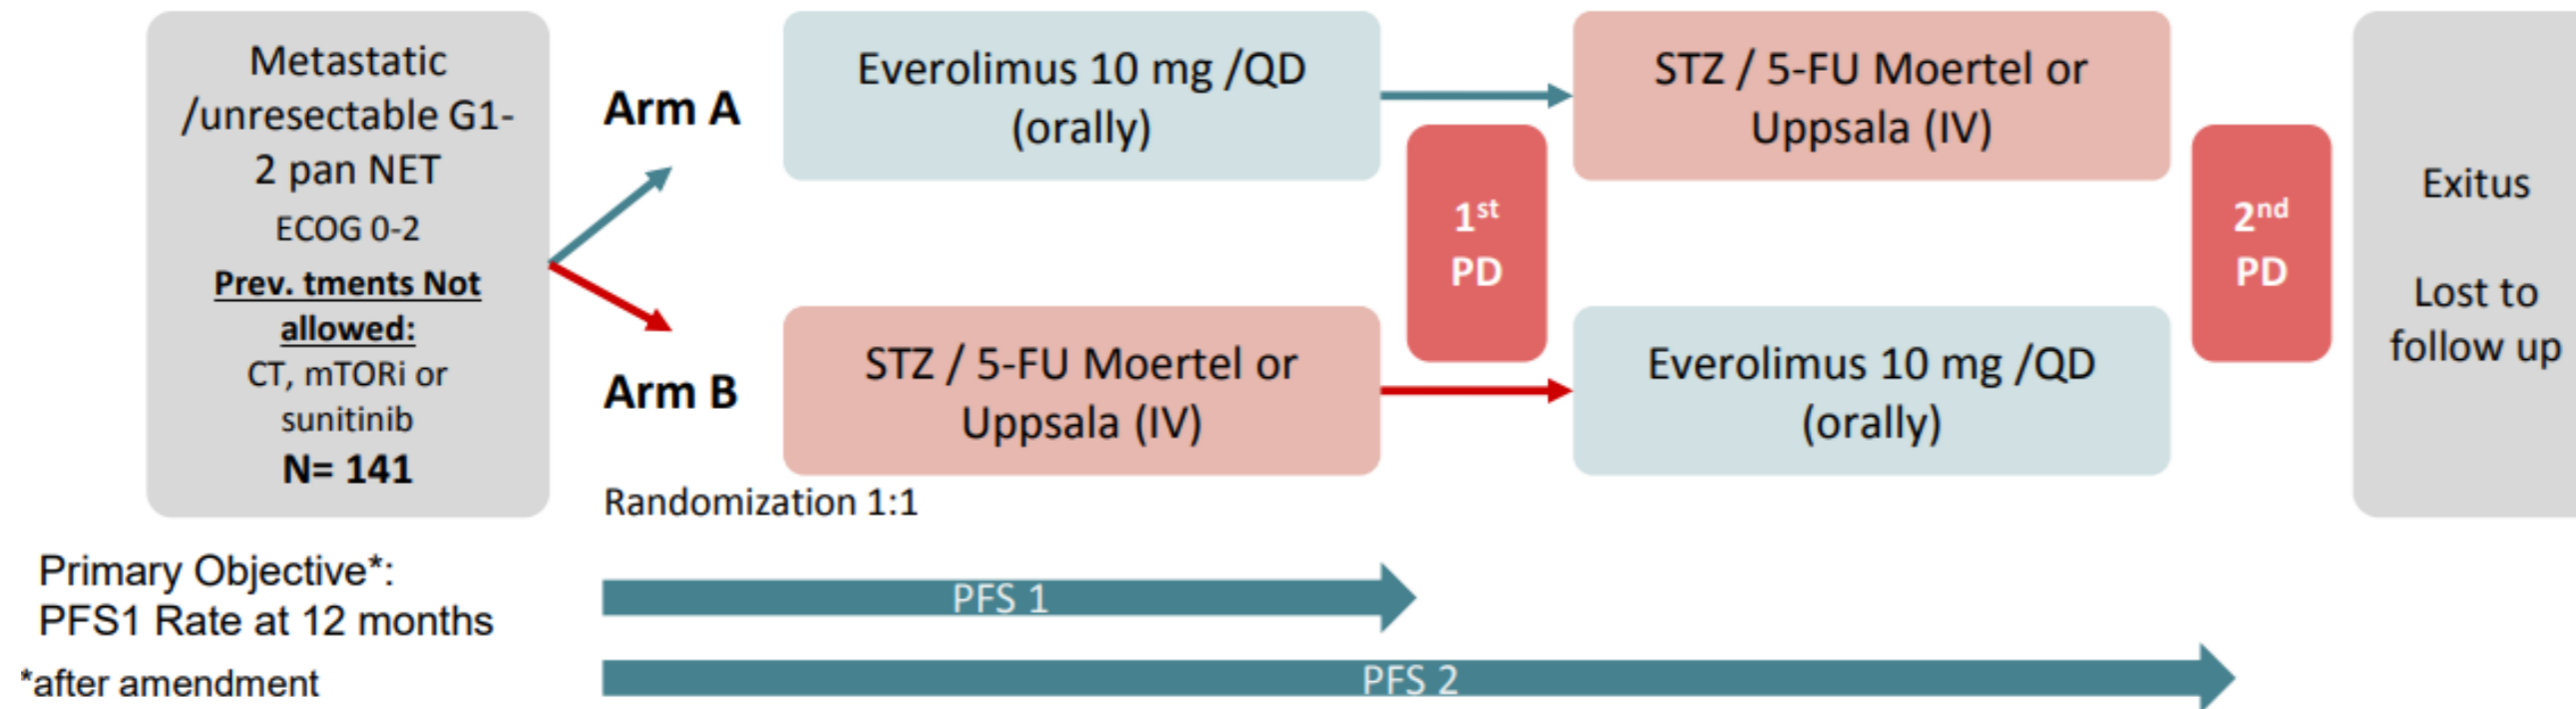 Metastatic
/unresectable G1-
2 pan NET
ECOG 0-2
Prev. tments Not
allowed:
CT, mTORi or
sunitinib
N= 141
Arm A
Everolimus 10 mg /QD
(orally)
STZ / 5-FU Moertel or
Uppsala (IV)
1st
PD
2nd
PD
Arm B
STZ / 5-FU Moertel or
Uppsala (IV)
Everolimus 10 mg /QD
(orally)
Exitus
Lost to
follow up
Randomization 1:1
Primary Objective*:
PFS1 Rate at 12 months
*after amendment
PFS 1
PFS 2